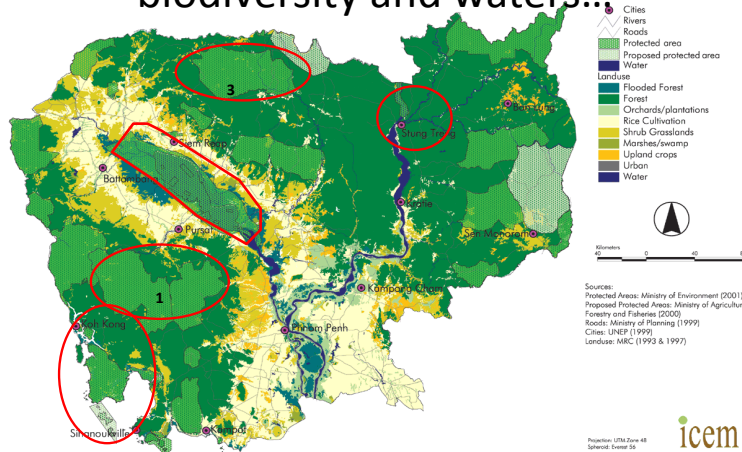 biodiversity and waters...
Cities
Rivers
Roads
Protected area
Proposed protected area
Water
Landuse
Flooded Forest
Forest
Orchards/plantations
Rice Cultivation
Shrub Grasslands
Marshes/swamp
Upland crops
Urban
Water
3
Stung Treng
Siem Reap
Battambang
Kratie
Pursat
Sen Monorom
1
Kampong Cham
Koh Kong
Phnom Penh
Sihanoukville
Kampot
Kilometers
40 0 40
Sources:
Protected Areas: Ministry of Environment (2001)
Proposed Protected Areas: Ministry of Agricultur
Forestry and Fisheries (2000)
Roads: Ministry of Planning (1999)
Cities: UNEP (1999)
Landuse: MRC (1993 & 1997)
Projection: UTM Zone 48
Spheroid: Everest 56
icem